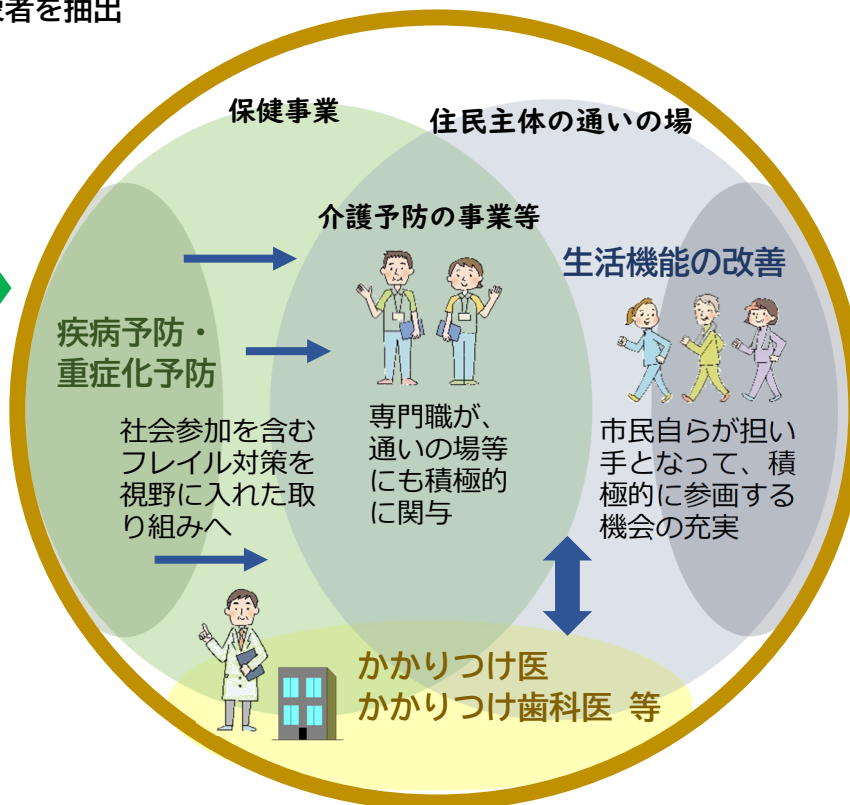 者を抽出
保健事業
住民主体の通いの場
介護予防の事業等
生活機能の改善
疾病予防・
重症化予防
社会参加を含む
フレイル対策を
視野に入れた取
り組みへ
専門職が、
通いの場等
にも積極的
に関与
市民自らが担い
手となって、積
極的に参画する
機会の充実
かかりつけ医
かかりつけ歯科医 等